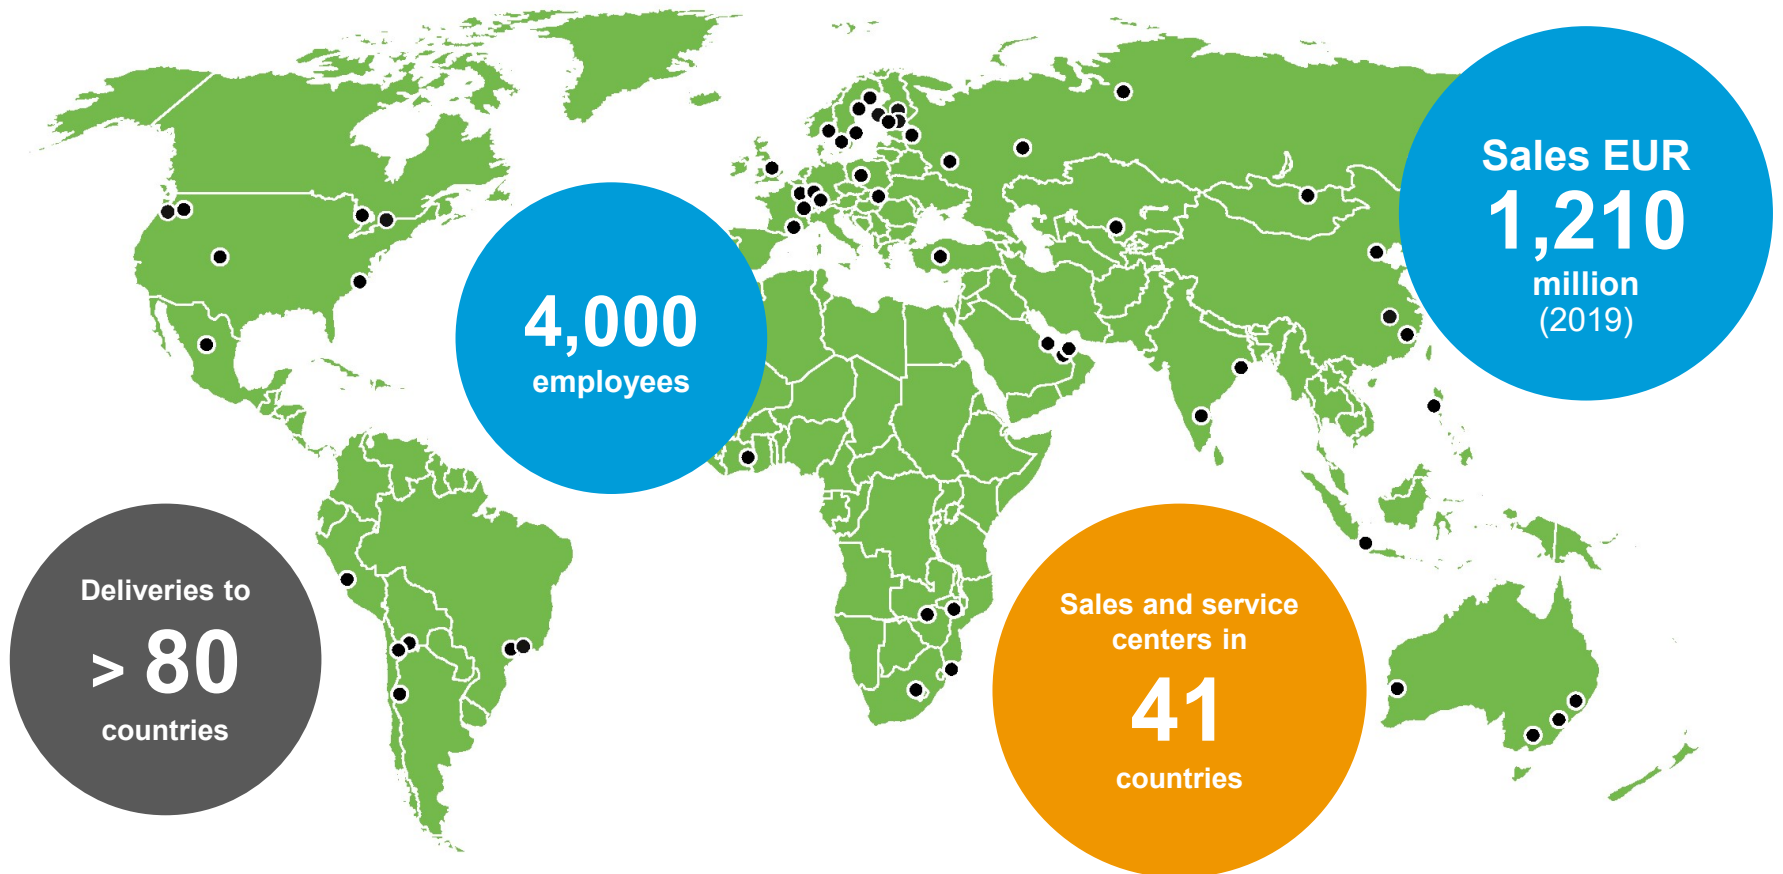 Sales EUR
1,210
million
(2019)
4,000
employees
Deliveries to
> 80
countries
Sales and service
centers in
41
countries